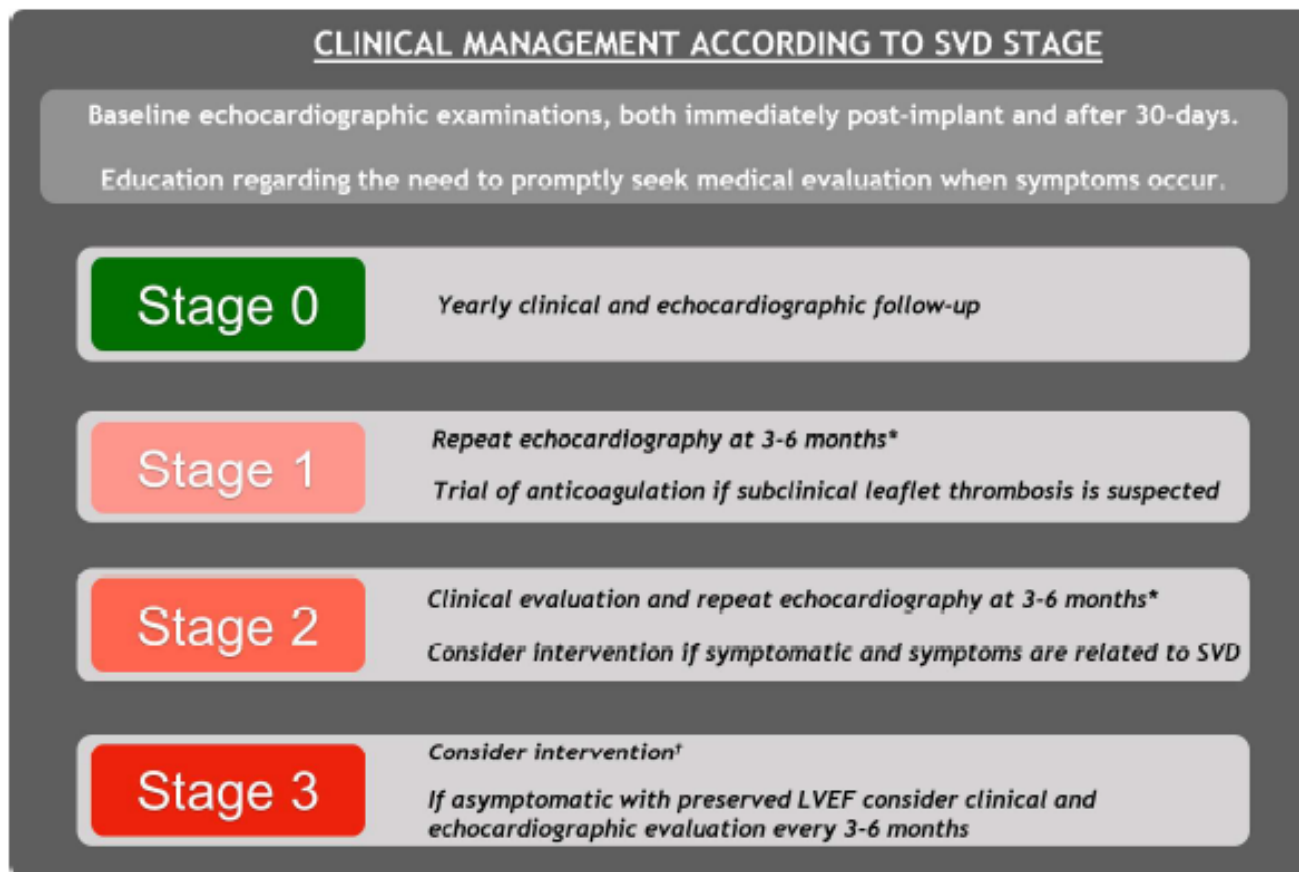 CLINICAL MANAGEMENT ACCORDING TO SVD STAGE
Baseline echocardiographic examinations, both immediately post-implant and after 30-days.
Education regarding the need to promptly seek medical evaluation when symptoms occur.
Stage 0
Yearly clinical and echocardiographic follow-up
Stage 1
Repeat echocardiography at 3-6 months*
Trial of anticoagulation if subclinical leaflet thrombosis is suspected
Stage 2
Clinical evaluation and repeat echocardiography at 3-6 months*
Consider intervention if symptomatic and symptoms are related to SVD
Stage 3
Consider intervention†
If asymptomatic with preserved LVEF consider clinical and
echocardiographic evaluation every 3-6 months